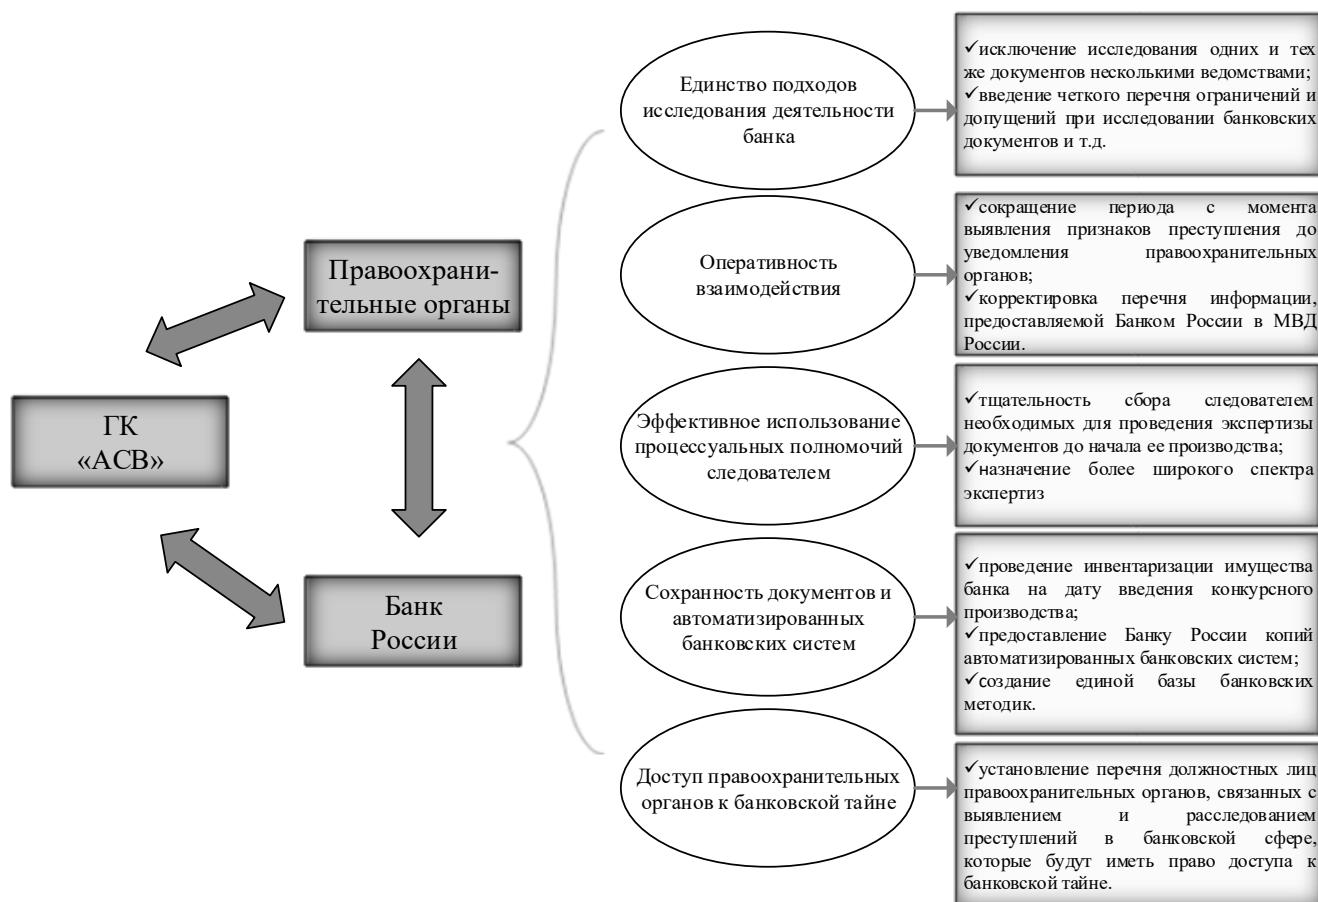 ГК
«АСВ»
Правоохрани-
тельные органы
Банк
России
Единство подходов
исследования деятельности
банка
✓исключение исследования одних и тех
же документов несколькими ведомствами;
✓введение четкого перечня ограничений и
допущений при исследовании банковских
документов и т.д.
Оперативность
взаимодействия
✓сокращение периода с момента
выявления признаков преступления до
уведомления правоохранительных
органов;
✓корректировка перечня информации,
предоставляемой Банком России в МВД
России.
Эффективное использование
процессуальных полномочий
следователем
✓тщательность сбора следователем
необходимых для проведения экспертизы
документов до начала ее производства;
✓назначение более широкого спектра
экспертиз
Сохранность документов и
автоматизированных
банковских систем
✓проведение инвентаризации имущества
банка на дату введения конкурсного
производства;
✓предоставление Банку России копий
автоматизированных банковских систем;
✓создание единой базы банковских
методик.
Доступ правоохранительных
органов к банковской тайне
✓установление перечня должностных лиц
правоохранительных органов, связанных с
выявлением и расследованием
преступлений в банковской сфере,
которые будут иметь право доступа к
банковской тайне.